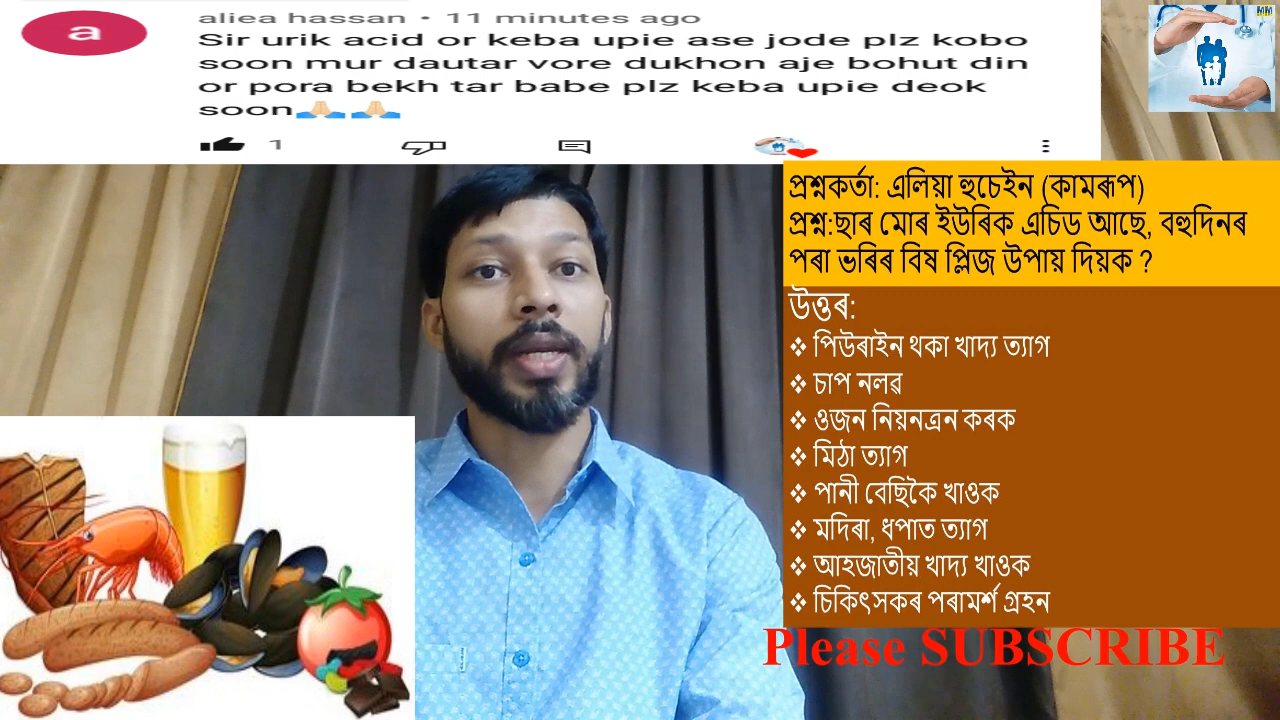 a
aliea hassan • 11 minutes ago
Sir urik acid or keba upie ase jode plz kobo
soon mur dautar vore dukhon aje bohut din
or pora bekh tar babe plz keba upie deok
soon🙏🏻🙏🏻
1
MM
প্ৰশ্নকৰ্তা: এলিয়া হুচেইন (কামৰূপ)
প্ৰশ্ন:ছাৰ মোৰ ইউৰিক এচিড আছে, বহুদিনৰ
পৰা ভৰিৰ বিষ প্লিজ উপায় দিয়ক ?
উত্তৰ:
❖ পিউৰাইন থকা খাদ্য ত্যাগ
❖ চাপ নলৱ
❖ ওজন নিয়নত্ৰন কৰক
❖ মিঠা ত্যাগ
❖ পানী বেছিকৈ খাওক
❖ মদিৰা, ধপাত ত্যাগ
❖ আহজাতীয় খাদ্য খাওক
❖ চিকিৎসকৰ পৰামৰ্শ গ্ৰহন
Please SUBSCRIBE